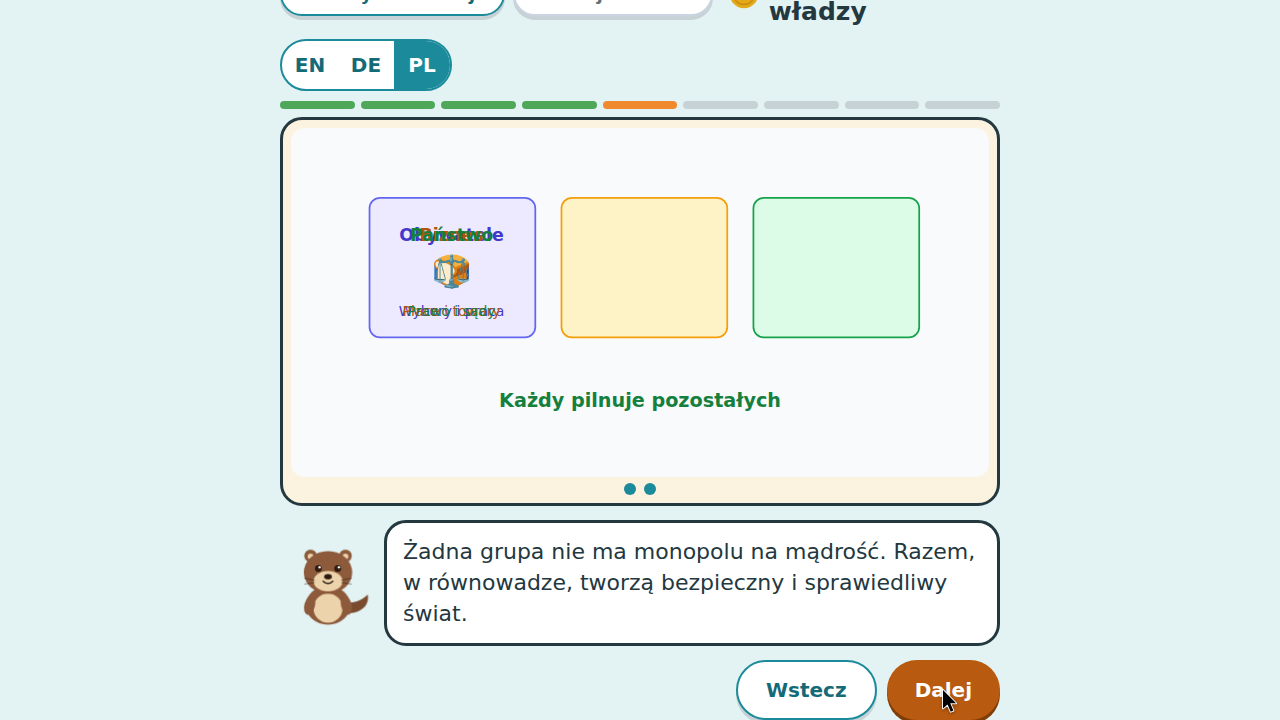 władzy
EN DE PL
Każdy pilnuje pozostałych
Żadna grupa nie ma monopolu na mądrość. Razem,
w równowadze, tworzą bezpieczny i sprawiedliwy
świat.
Wstecz Dalej